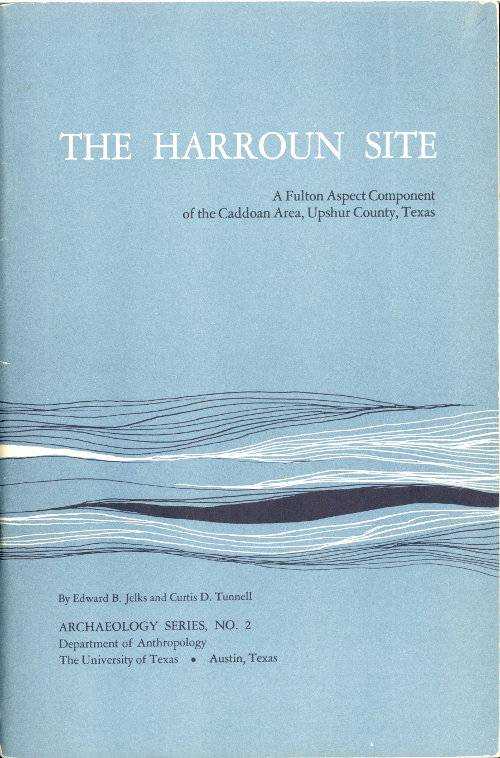 THE HARROUN SITE
A Fulton Aspect Component
of the Caddoan Area, Upshur County, Texas
By Edward B. Jelks and Curtis D. Tunnell
ARCHAEOLOGY SERIES, NO. 2
Department of Anthropology
The University of Texas • Austin, Texas